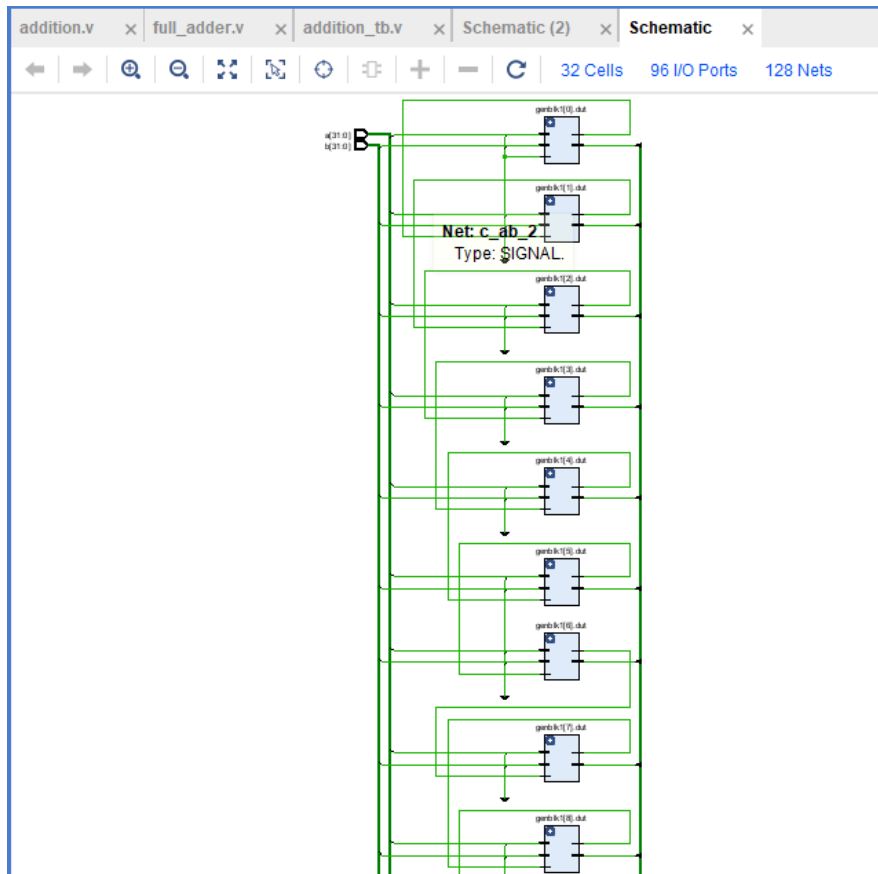 addition.v × full_adder.v × addition_tb.v × Schematic (2) × Schematic ×
32 Cells 96 I/O Ports 128 Nets
genblk1[0].dut
a[31:0]
b[31:0]
genblk1[1].dut
Net: c_ab_2
Type: SIGNAL.
genblk1[2].dut
genblk1[3].dut
genblk1[4].dut
genblk1[5].dut
genblk1[6].dut
genblk1[7].dut
genblk1[8].dut